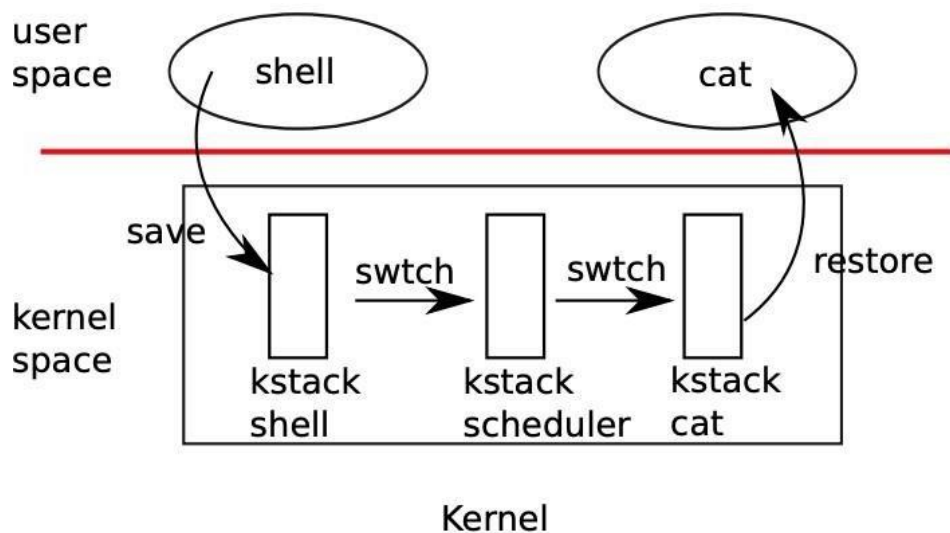 user
space
shell
cat
save
swtch
swtch
restore
kernel
space
kstack
shell
kstack
scheduler
kstack
cat
Kernel